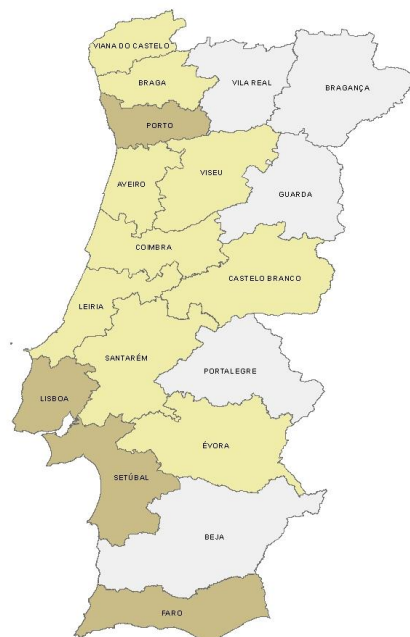 VIANA DO CASTELO
BRAGA
VILA REAL
BRAGANÇA
PORTO
AVEIRO
VISEU
GUARDA
COIMBRA
CASTELO BRANCO
LEIRIA
SANTARÉM
PORTALEGRE
LISBOA
ÉVORA
SETÚBAL
BEJA
FARO